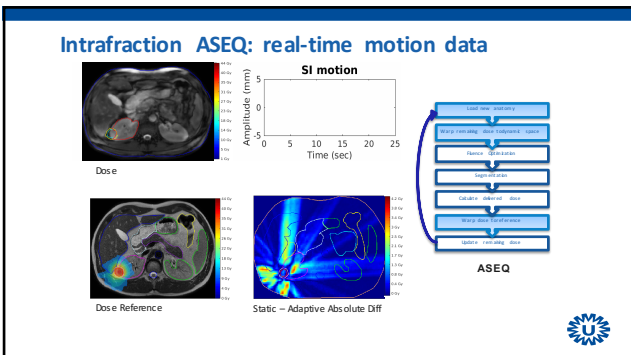 Intrafraction ASEQ: real-time motion data
SI motion
Amplitude (mm)
5
0
-5
0 5 10 15 20 25
Time (sec)
Dose
Load new anatomy
Warp remaining dose to dynamic space
Fluence Optimization
Segmentation
Calculate delivered dose
Warp dose to reference
Update remaining dose
ASEQ
Dose Reference
Static – Adaptive Absolute Diff